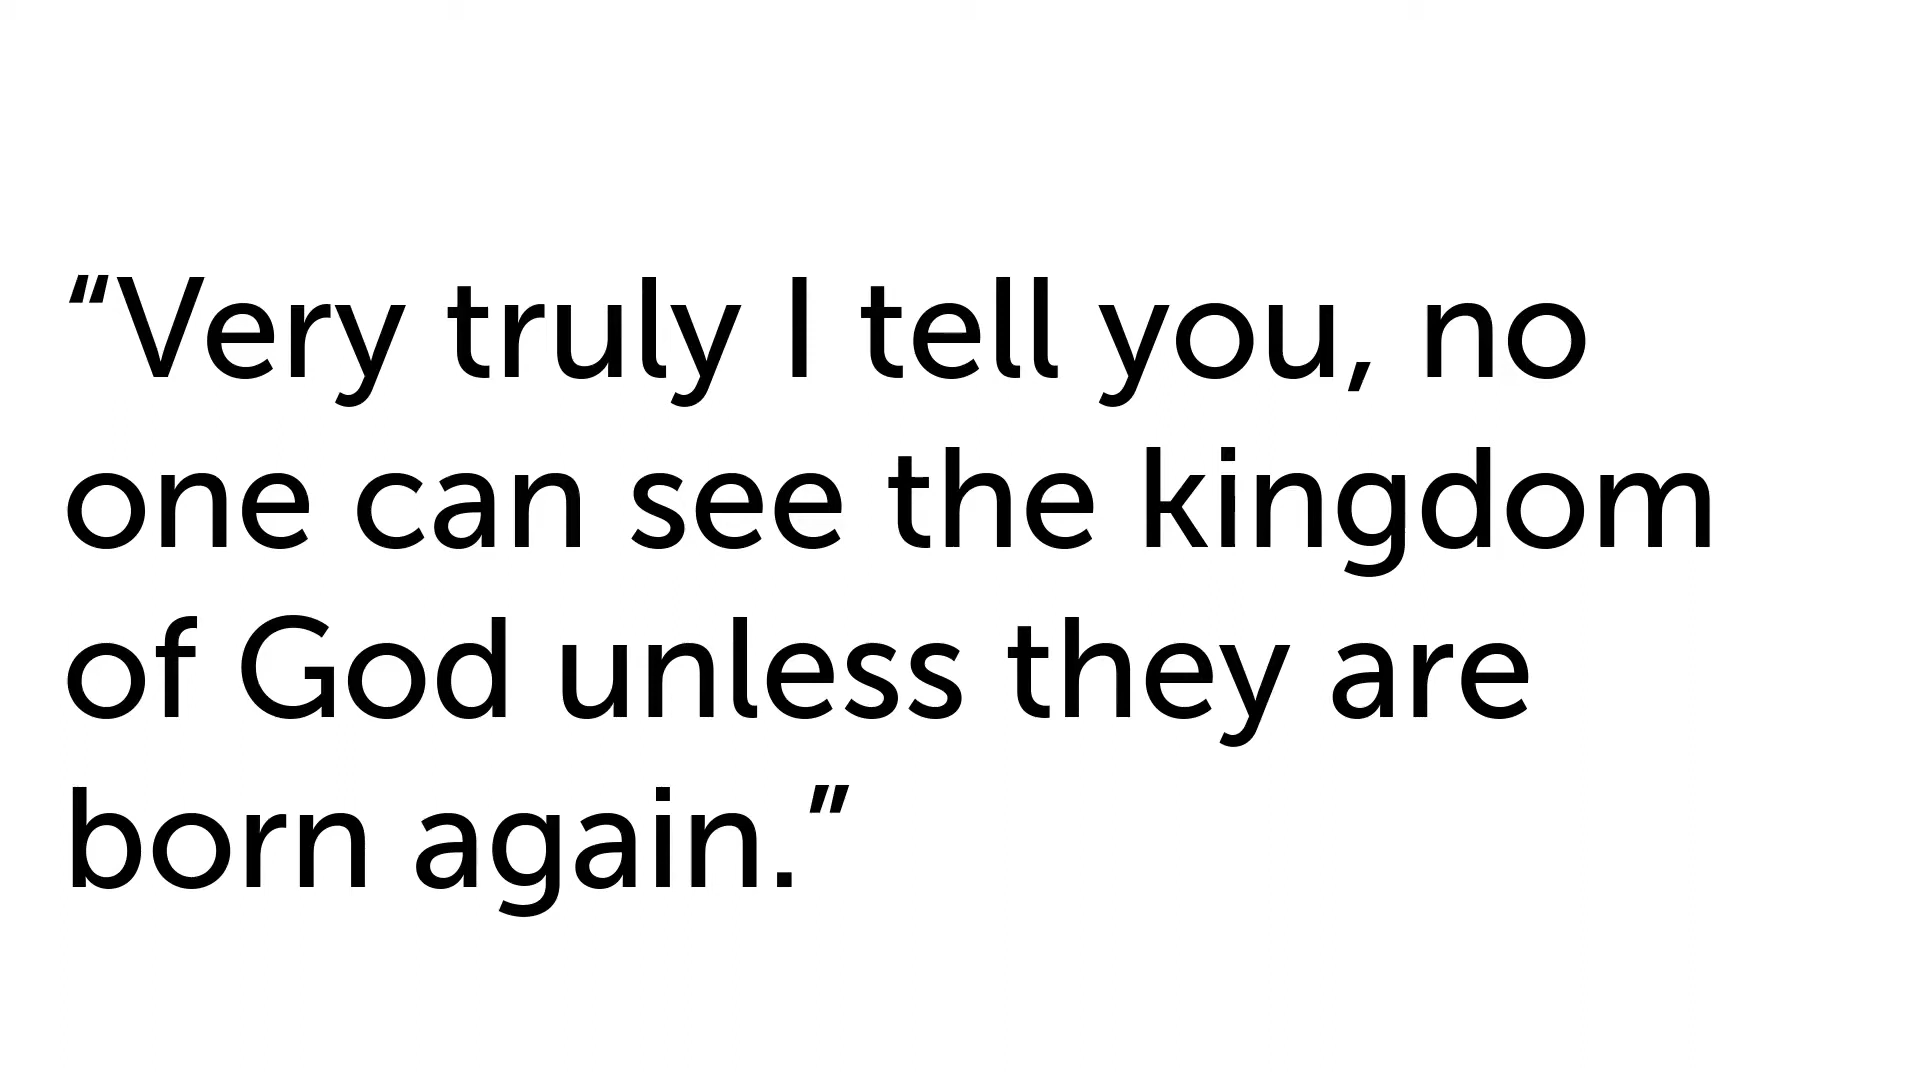 “Very truly I tell you, no
one can see the kingdom
of God unless they are
born again.”